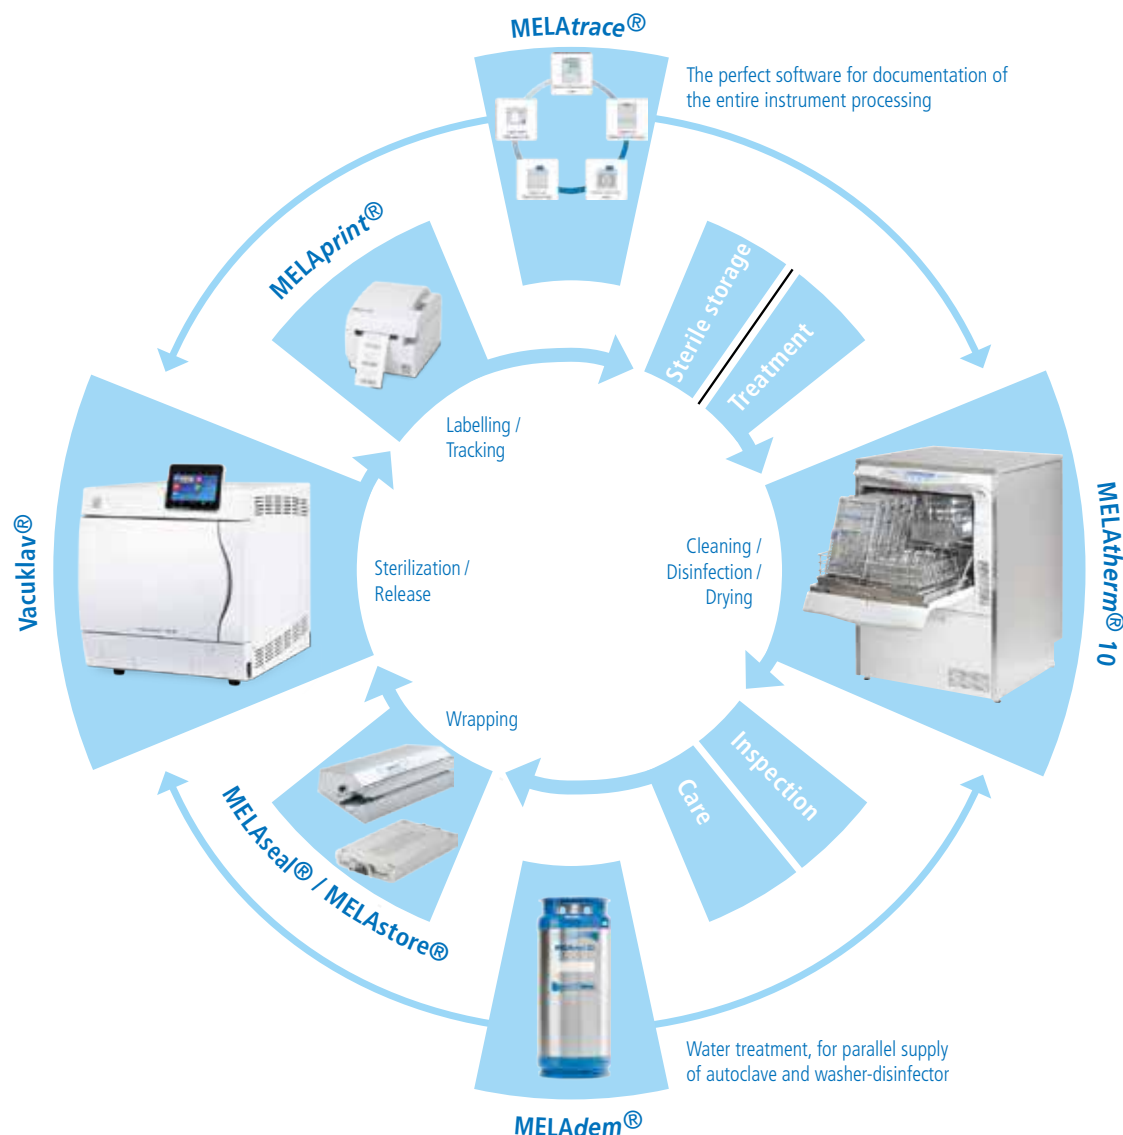 MELAtrace®
The perfect software for documentation of
the entire instrument processing
MELAprint®
Sterile storage
Treatment
Labelling /
Tracking
Vacuklav®
Sterilization /
Release
Cleaning /
Disinfection /
Drying
MELAtherm® 10
Wrapping
Inspection
Care
MELAseal® / MELAstore®
Water treatment, for parallel supply
of autoclave and washer-disinfector
MELAdem®